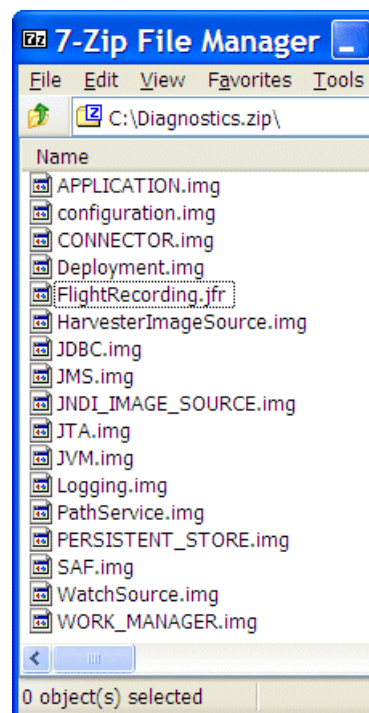 7-Zip File Manager
File Edit View Favorites Tools
C:\Diagnostics.zip\
Name
APPLICATION.img
configuration.img
CONNECTOR.img
Deployment.img
FlightRecording.jfr
HarvesterImageSource.img
JDBC.img
JMS.img
JNDI_IMAGE_SOURCE.img
JTA.img
JVM.img
Logging.img
PathService.img
PERSISTENT_STORE.img
SAF.img
WatchSource.img
WORK_MANAGER.img
0 object(s) selected